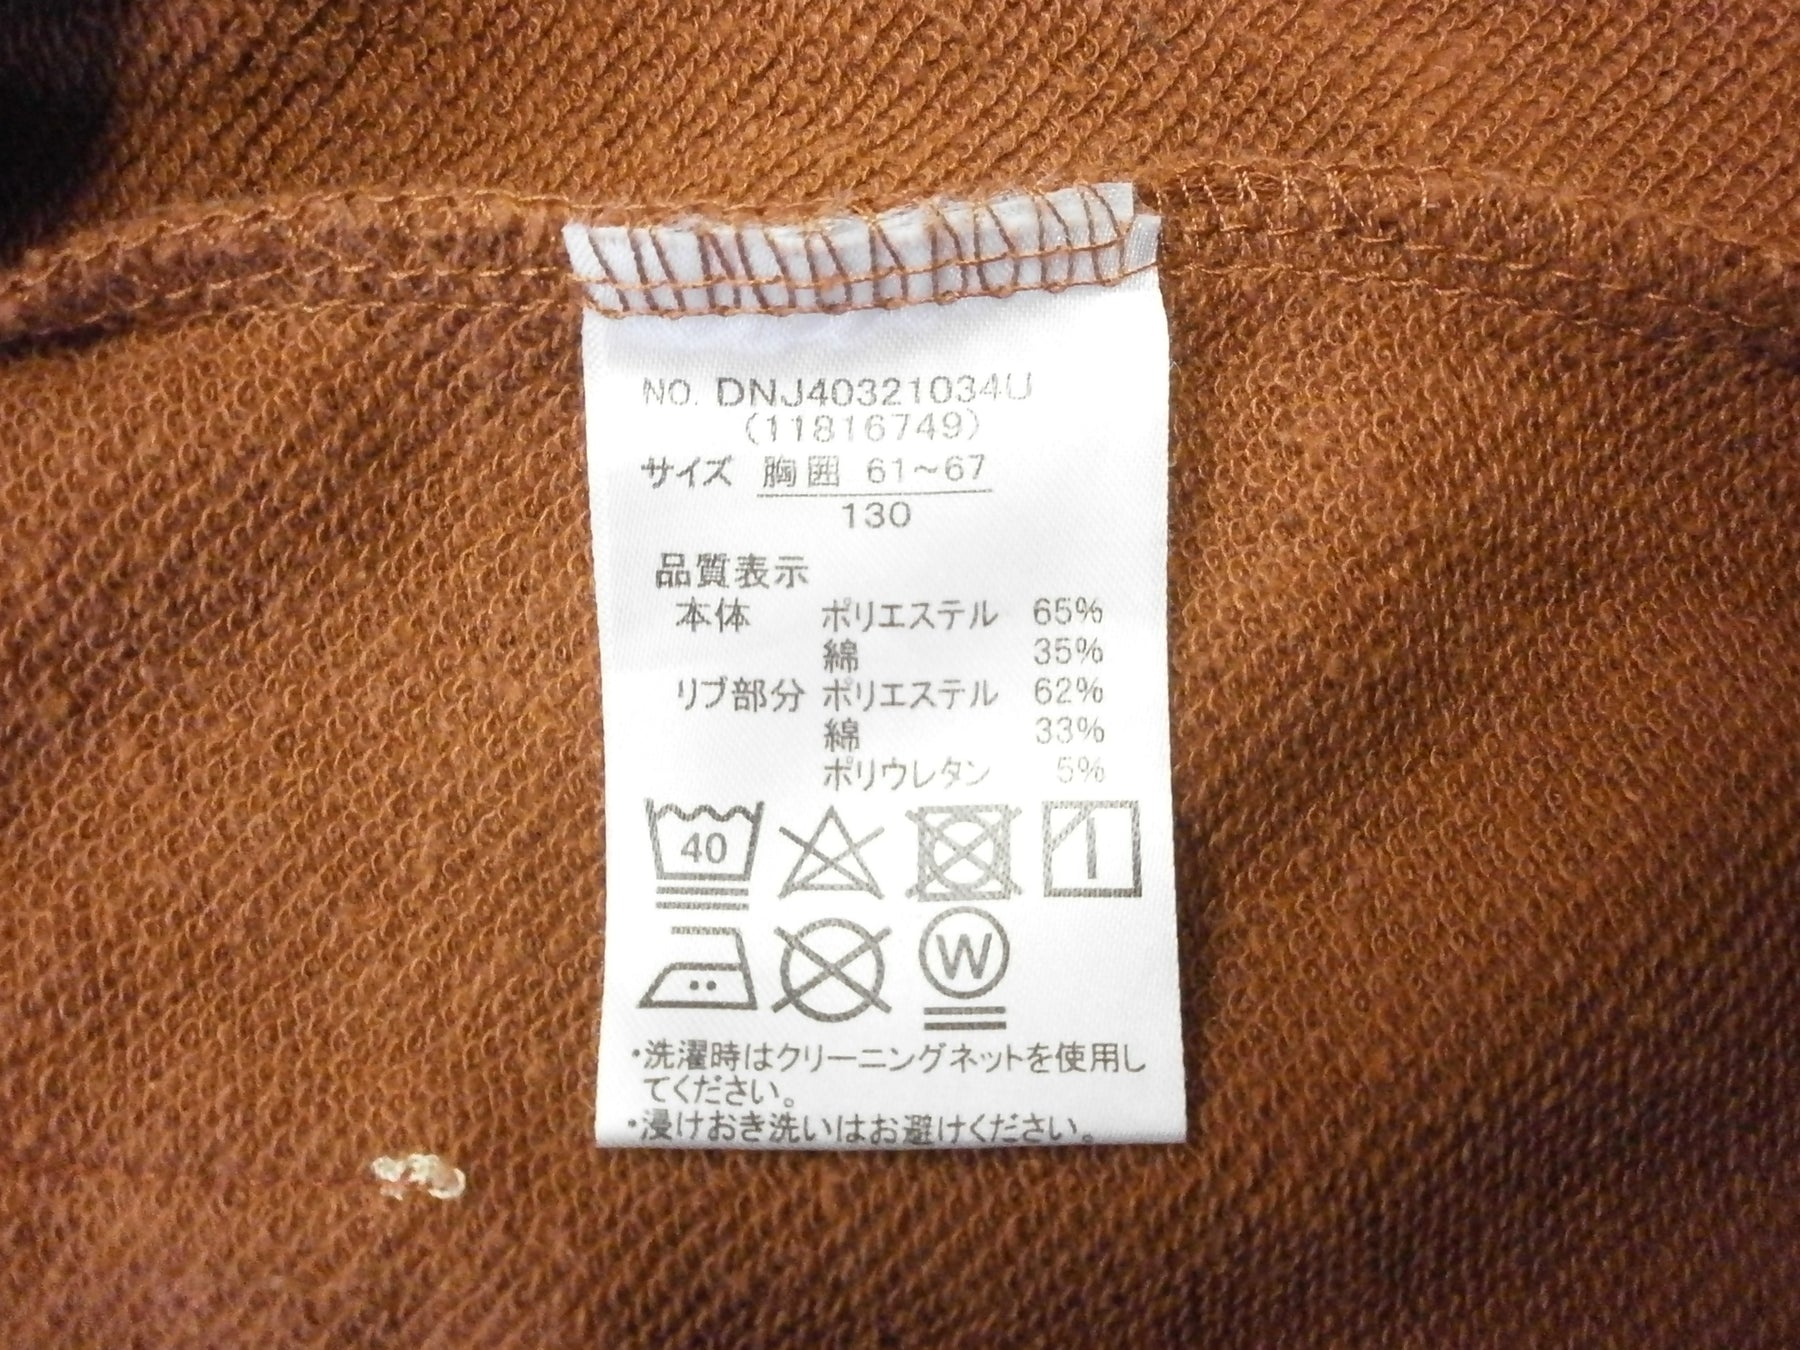 NO. DNJ40321034U
(11816749)
サイズ 胸囲 61～67
130
品質表示
本体 ポリエステル 65%
綿 35%
リブ部分 ポリエステル 62%
綿 33%
ポリウレタン 5%
40
W
・洗濯時はクリーニングネットを使用し
てください。
・浸けおき洗いはお避けください。